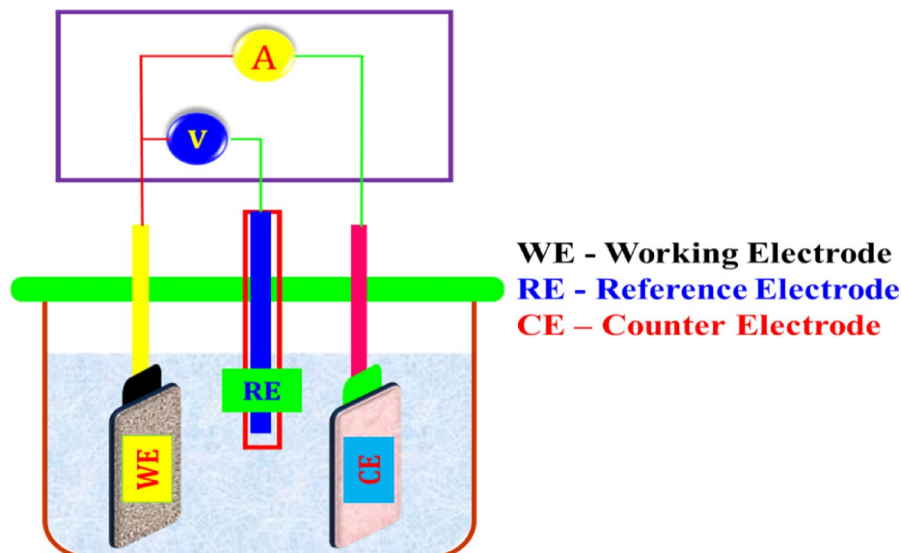 A
V
WE - Working Electrode
RE - Reference Electrode
CE – Counter Electrode
RE
WE
CE